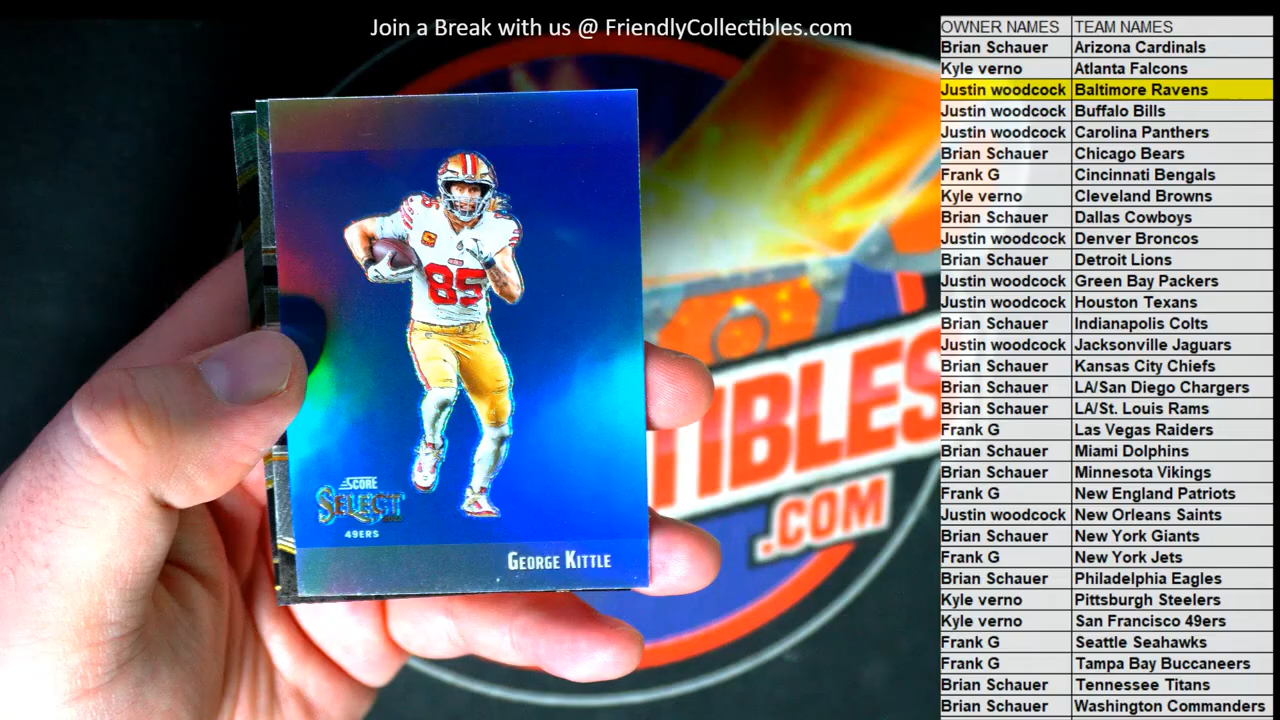 Join a Break with us @ FriendlyCollectibles.com
85
SCORE
SELECT
49ERS
GEORGE KITTLE
TIBLES
.COM
OWNER NAMES TEAM NAMES
Brian Schauer Arizona Cardinals
Kyle verno Atlanta Falcons
Justin woodcock Baltimore Ravens
Justin woodcock Buffalo Bills
Justin woodcock Carolina Panthers
Brian Schauer Chicago Bears
Frank G Cincinnati Bengals
Kyle verno Cleveland Browns
Brian Schauer Dallas Cowboys
Justin woodcock Denver Broncos
Brian Schauer Detroit Lions
Justin woodcock Green Bay Packers
Justin woodcock Houston Texans
Brian Schauer Indianapolis Colts
Justin woodcock Jacksonville Jaguars
Brian Schauer Kansas City Chiefs
Brian Schauer LA/San Diego Chargers
Brian Schauer LA/St. Louis Rams
Frank G Las Vegas Raiders
Brian Schauer Miami Dolphins
Brian Schauer Minnesota Vikings
Frank G New England Patriots
Justin woodcock New Orleans Saints
Brian Schauer New York Giants
Frank G New York Jets
Brian Schauer Philadelphia Eagles
Kyle verno Pittsburgh Steelers
Kyle verno San Francisco 49ers
Frank G Seattle Seahawks
Frank G Tampa Bay Buccaneers
Brian Schauer Tennessee Titans
Brian Schauer Washington Commanders